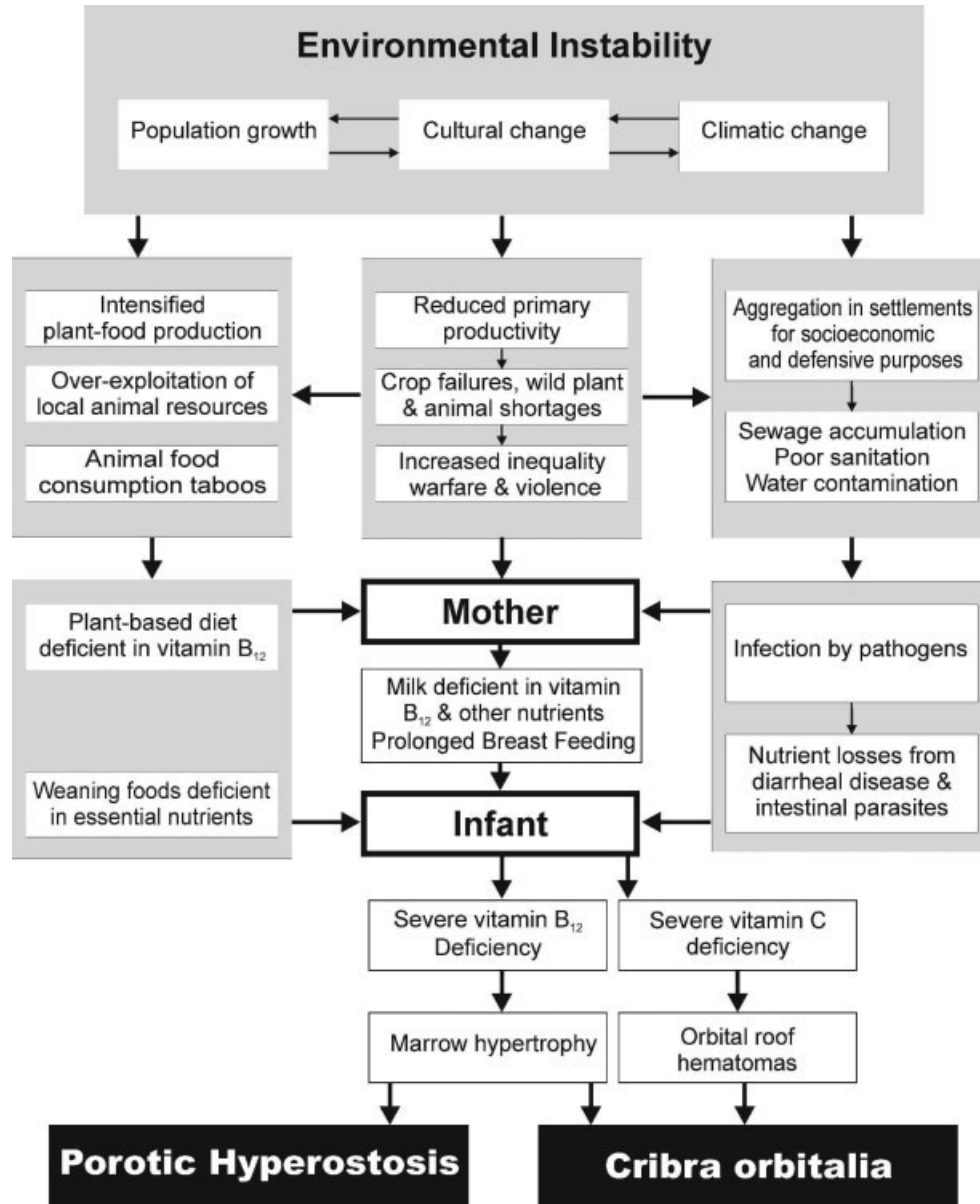 Environmental Instability
Population growth
Cultural change
Climatic change
Intensified
plant-food production
Over-exploitation of
local animal resources
Animal food
consumption taboos
Reduced primary
productivity
Crop failures, wild plant
& animal shortages
Increased inequality
warfare & violence
Aggregation in settlements
for socioeconomic
and defensive purposes
Sewage accumulation
Poor sanitation
Water contamination
Plant-based diet
deficient in vitamin B₁₂
Weaning foods deficient
in essential nutrients
Mother
Milk deficient in vitamin
B₁₂ & other nutrients
Prolonged Breast Feeding
Infant
Infection by pathogens
Nutrient losses from
diarrheal disease &
intestinal parasites
Severe vitamin B₁₂
Deficiency
Severe vitamin C
deficiency
Marrow hypertrophy
Orbital roof
hematomas
Porotic Hyperostosis
Cribra orbitalia